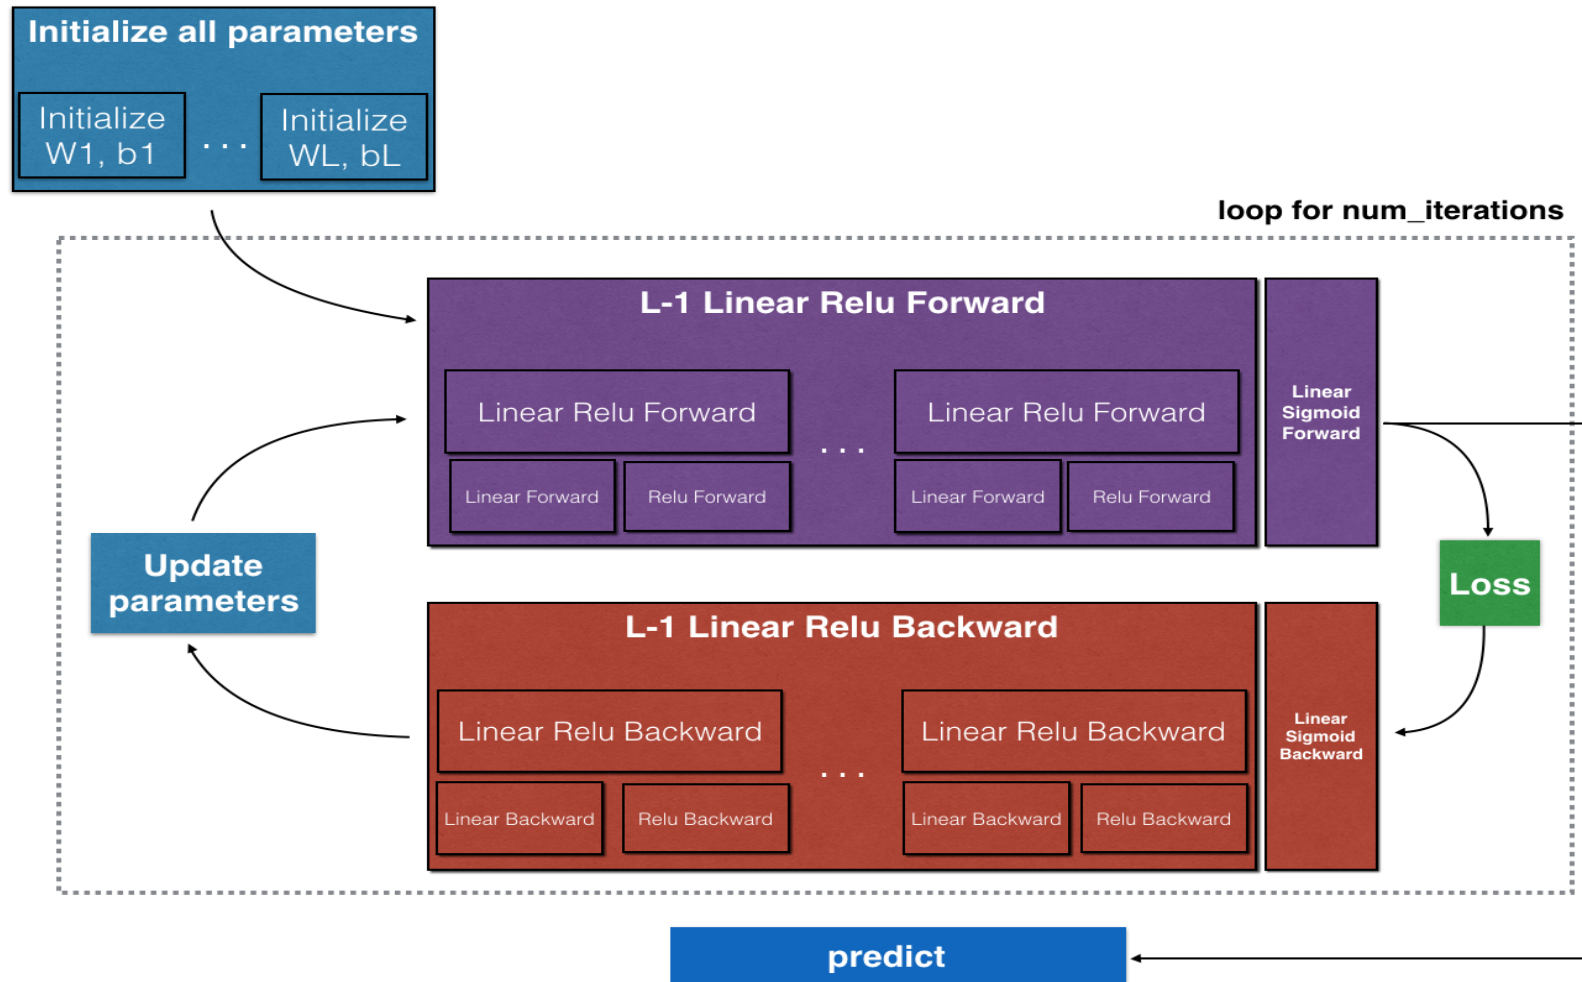 Initialize all parameters
Initialize
W1, b1
. . .
Initialize
WL, bL
loop for num_iterations
L-1 Linear Relu Forward
Linear Relu Forward
Linear Forward
Relu Forward
. . .
Linear Relu Forward
Linear Forward
Relu Forward
Linear
Sigmoid
Forward
Update
parameters
Loss
L-1 Linear Relu Backward
Linear Relu Backward
Linear Backward
Relu Backward
. . .
Linear Relu Backward
Linear Backward
Relu Backward
Linear
Sigmoid
Backward
predict